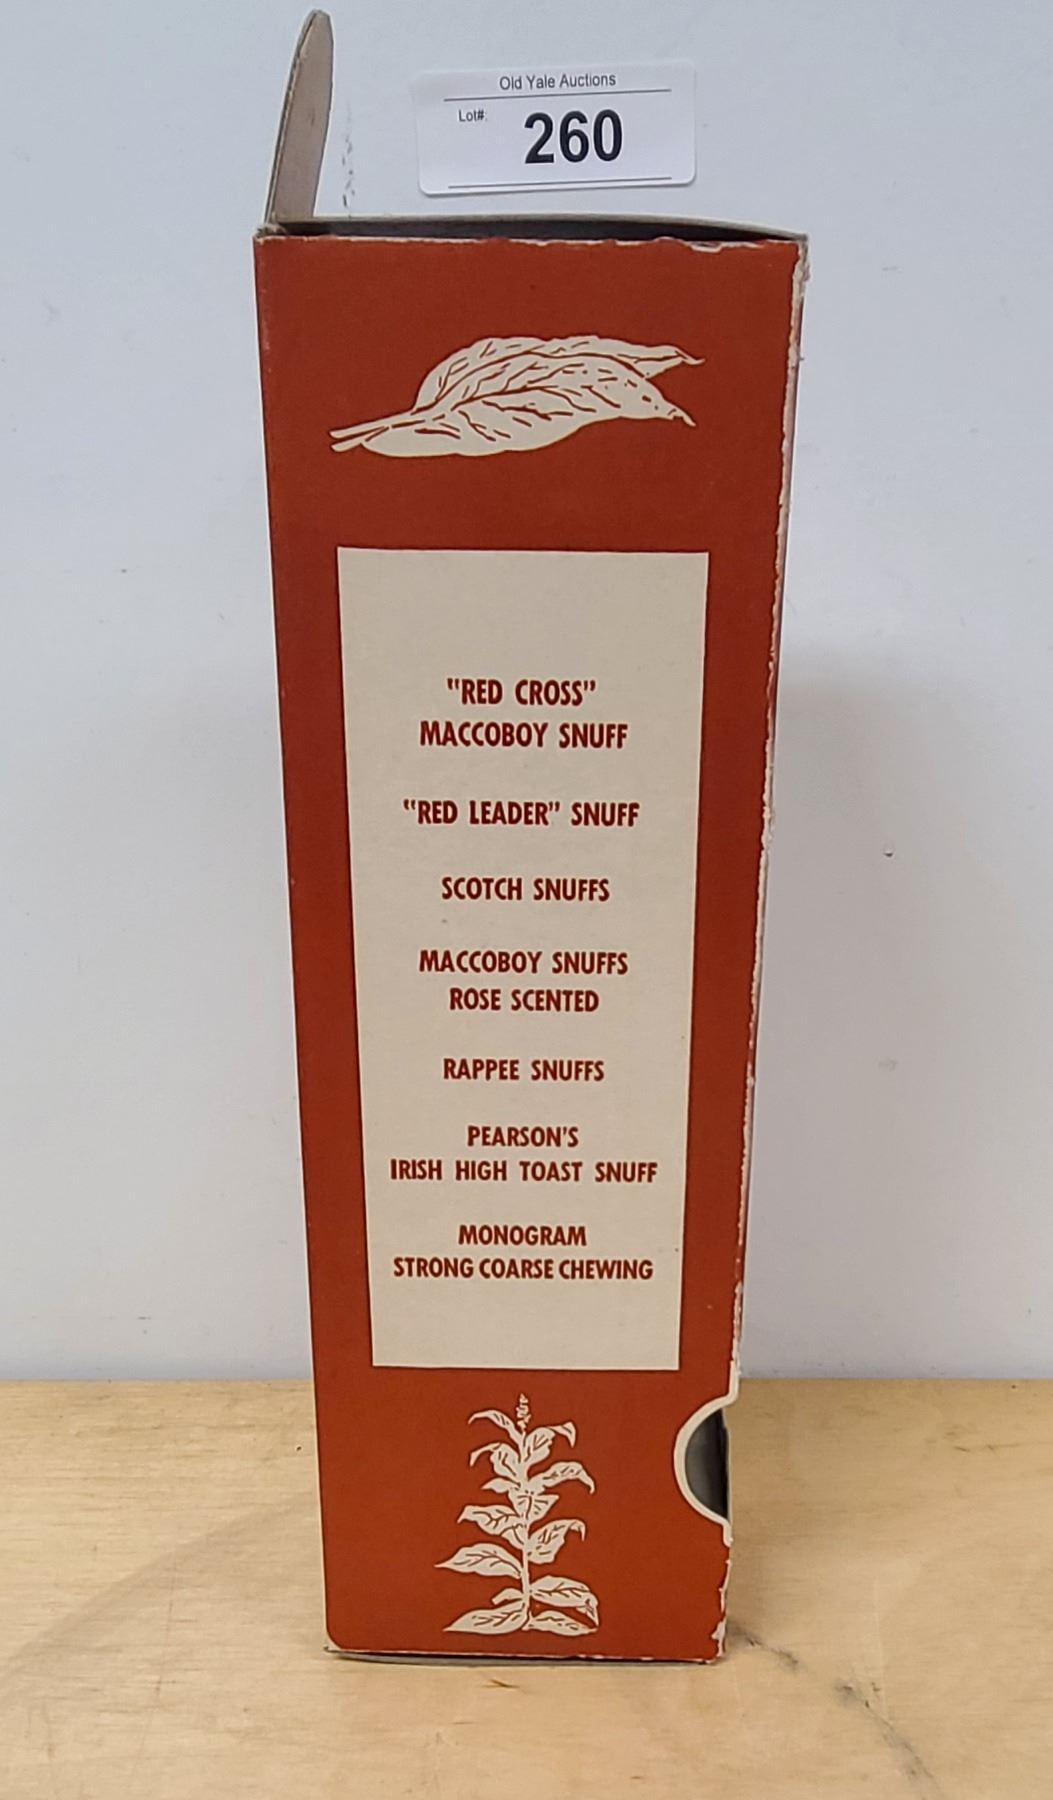 Old Yale Auctions
Lot#:
260
"RED CROSS"
MACCOBOY SNUFF
"RED LEADER" SNUFF
SCOTCH SNUFFS
MACCOBOY SNUFFS
ROSE SCENTED
RAPPEE SNUFFS
PEARSON'S
IRISH HIGH TOAST SNUFF
MONOGRAM
STRONG COARSE CHEWING